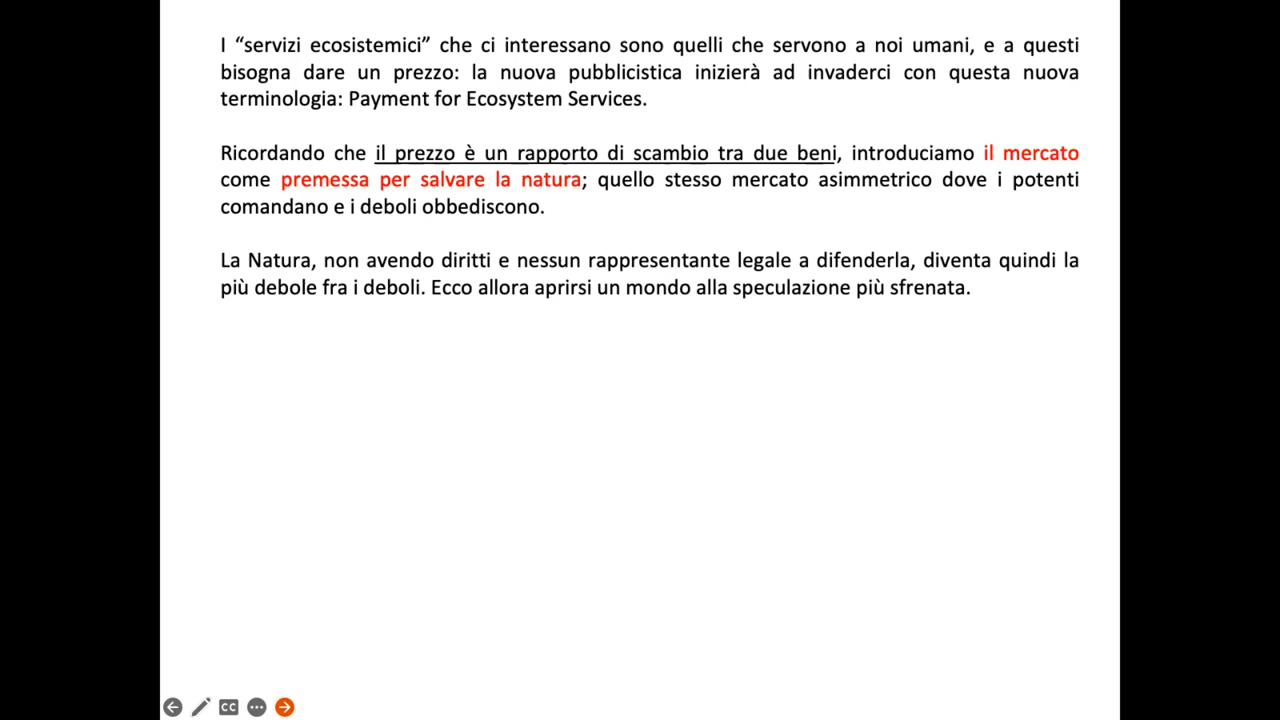 I “servizi ecosistemici” che ci interessano sono quelli che servono a noi umani, e a questi
bisogna dare un prezzo: la nuova pubblicistica inizierà ad invaderci con questa nuova
terminologia: Payment for Ecosystem Services.
Ricordando che il prezzo è un rapporto di scambio tra due beni, introduciamo il mercato
come premessa per salvare la natura; quello stesso mercato asimmetrico dove i potenti
comandano e i deboli obbediscono.
La Natura, non avendo diritti e nessun rappresentante legale a difenderla, diventa quindi la
più debole fra i deboli. Ecco allora aprirsi un mondo alla speculazione più sfrenata.
CC